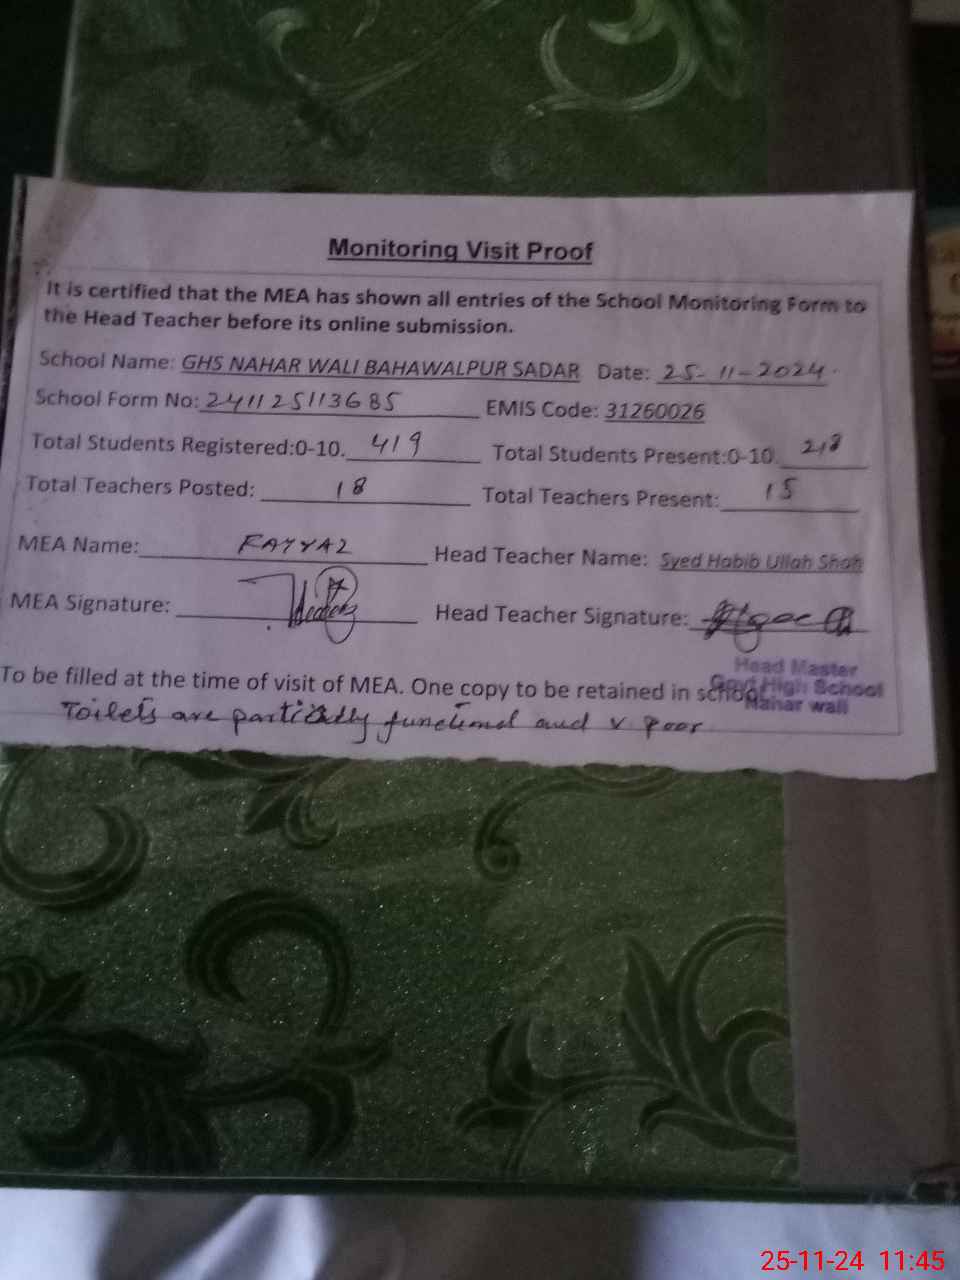 Monitoring Visit Proof
It is certified that the MEA has shown all entries of the School Monitoring Form to
the Head Teacher before its online submission.
School Name: GHS NAHAR WALI BAHAWALPUR SADAR Date: 25-11-2024.
School Form No: 241125113685 EMIS Code: 31260026
Total Students Registered:0-10. 419 Total Students Present:0-10. 218
Total Teachers Posted: 18 Total Teachers Present: 15
MEA Name: FAYYAZ Head Teacher Name: Syed Habib Ullah Shah
MEA Signature: Head Teacher Signature:
Head Master
Govt High School
Nahar wali
To be filled at the time of visit of MEA. One copy to be retained in school.
Toilets are partially functional and v poor
25-11-24 11:45